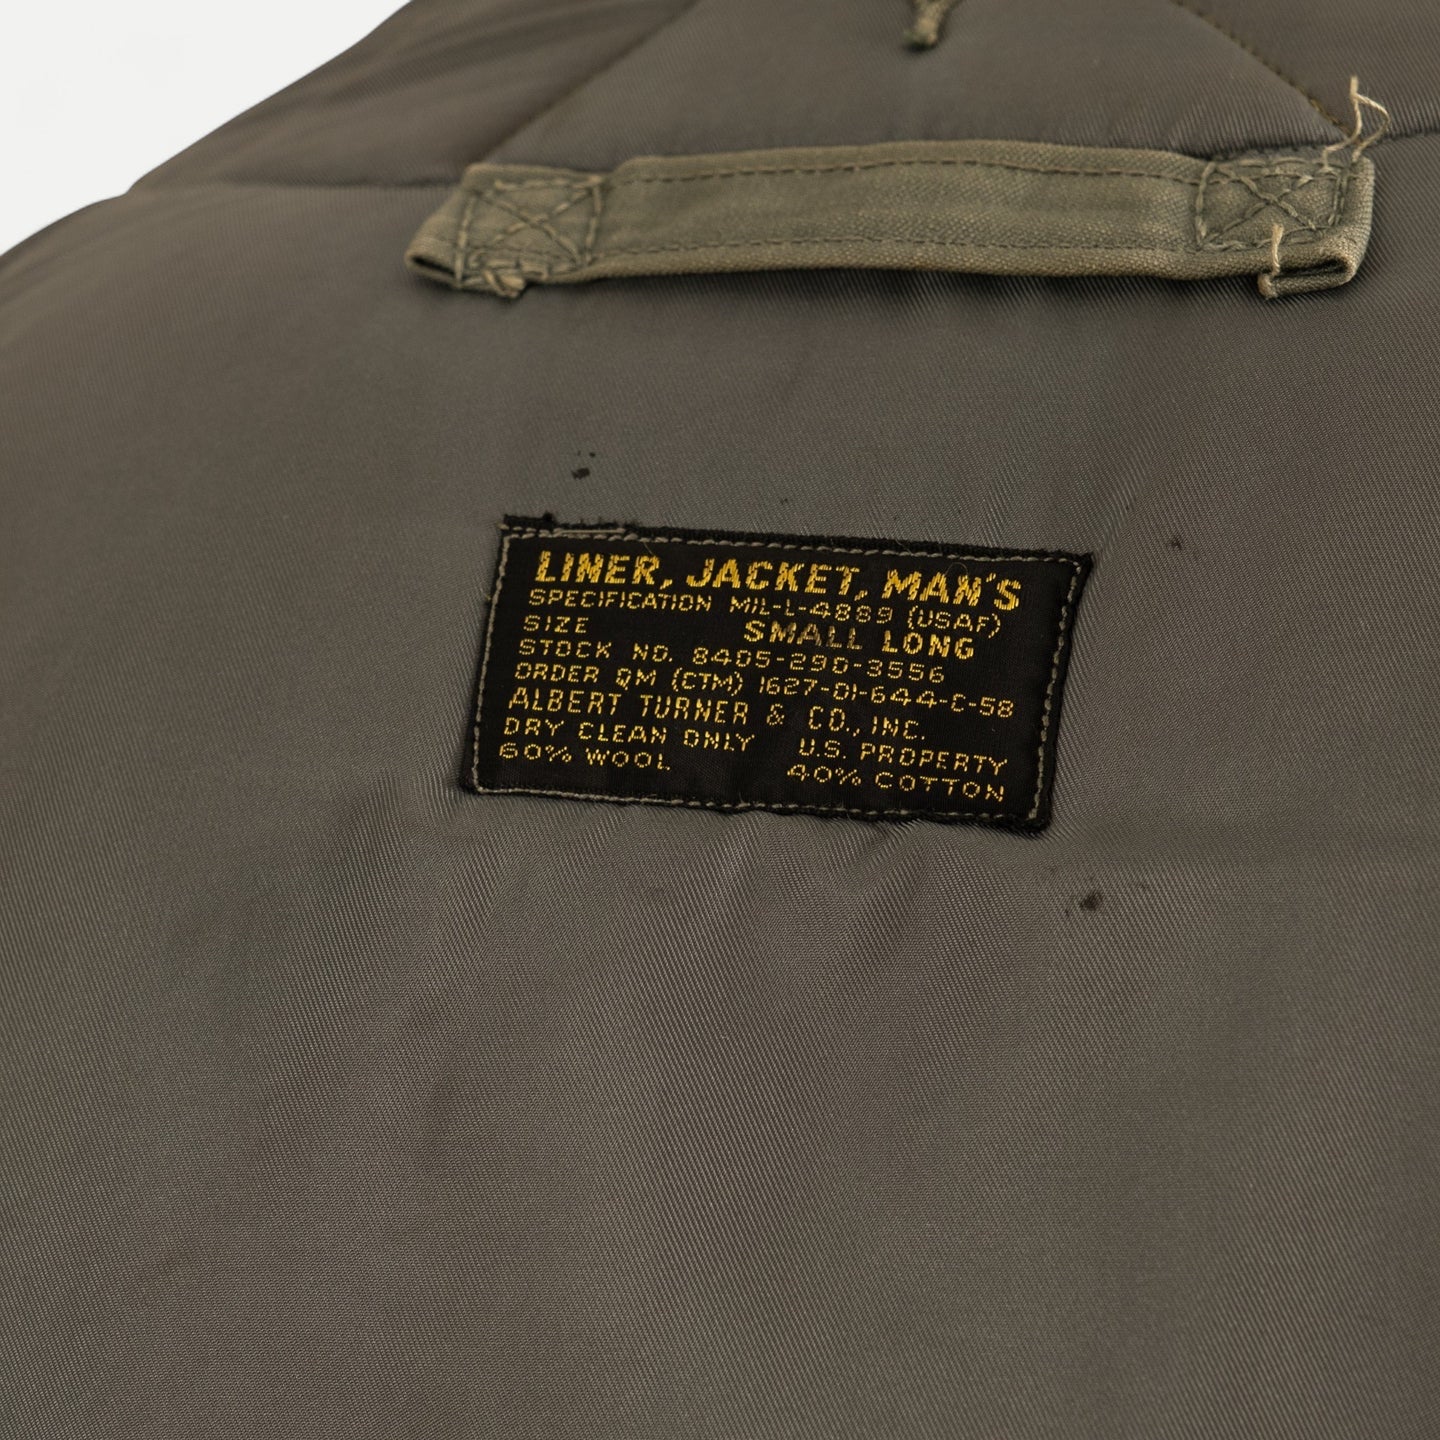 LINER, JACKET, MAN'S
SPECIFICATION MIL-L-4889 (USAF)
SIZE SMALL LONG
STOCK NO. 8405-290-3556
ORDER QM (CTM) 1627-O1-644-C-58
ALBERT TURNER & CO., INC.
DRY CLEAN ONLY U.S. PROPERTY
60% WOOL 40% COTTON